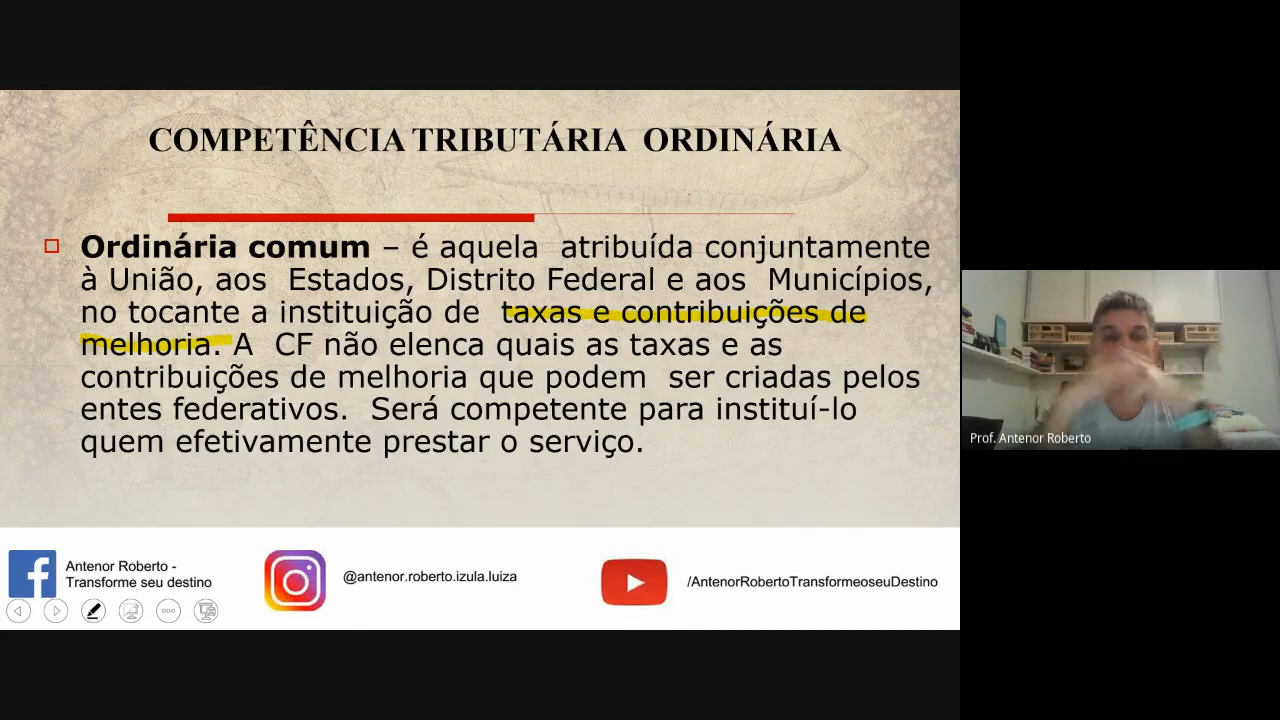 COMPETÊNCIA TRIBUTÁRIA ORDINÁRIA
Ordinária comum – é aquela atribuída conjuntamente
à União, aos Estados, Distrito Federal e aos Municípios,
no tocante a instituição de taxas e contribuições de
melhoria. A CF não elenca quais as taxas e as
contribuições de melhoria que podem ser criadas pelos
entes federativos. Será competente para instituí-lo
quem efetivamente prestar o serviço.
Antenor Roberto -
Transforme seu destino
@antenor.roberto.izula.luiza
/AntenorRobertoTransformeoseuDestino
Prof. Antenor Roberto